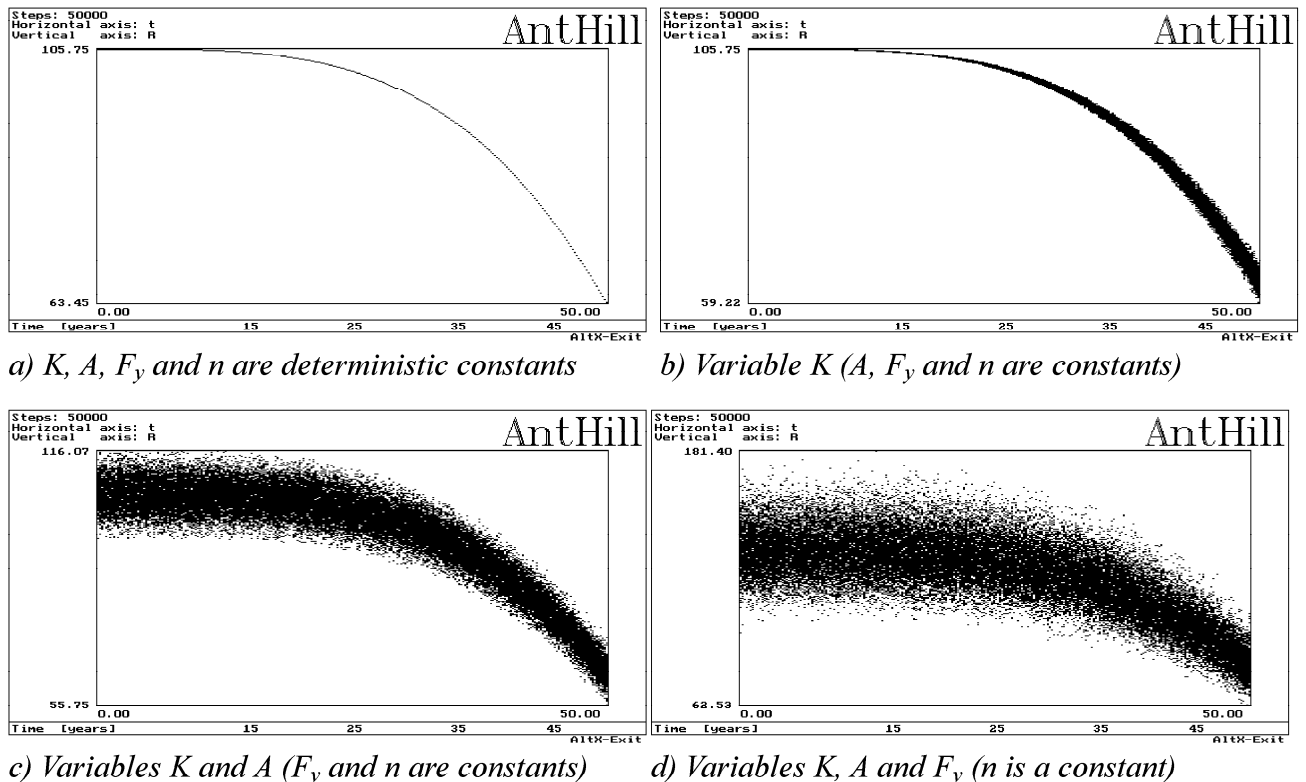 Steps: 50000
Horizontal axis: t
Vertical axis: R
AntHill
105.75
63.45
0.00 50.00
Time [years] 15 25 35 45
AltX-Exit
a) K, A, Fy and n are deterministic constants
Steps: 50000
Horizontal axis: t
Vertical axis: R
AntHill
105.75
59.22
0.00 50.00
Time [years] 15 25 35 45
AltX-Exit
b) Variable K (A, Fy and n are constants)
Steps: 50000
Horizontal axis: t
Vertical axis: R
AntHill
116.07
55.75
0.00 50.00
Time [years] 15 25 35 45
AltX-Exit
c) Variables K and A (Fy and n are constants)
Steps: 50000
Horizontal axis: t
Vertical axis: R
AntHill
181.40
62.53
0.00 50.00
Time [years] 15 25 35 45
AltX-Exit
d) Variables K, A and Fy (n is a constant)